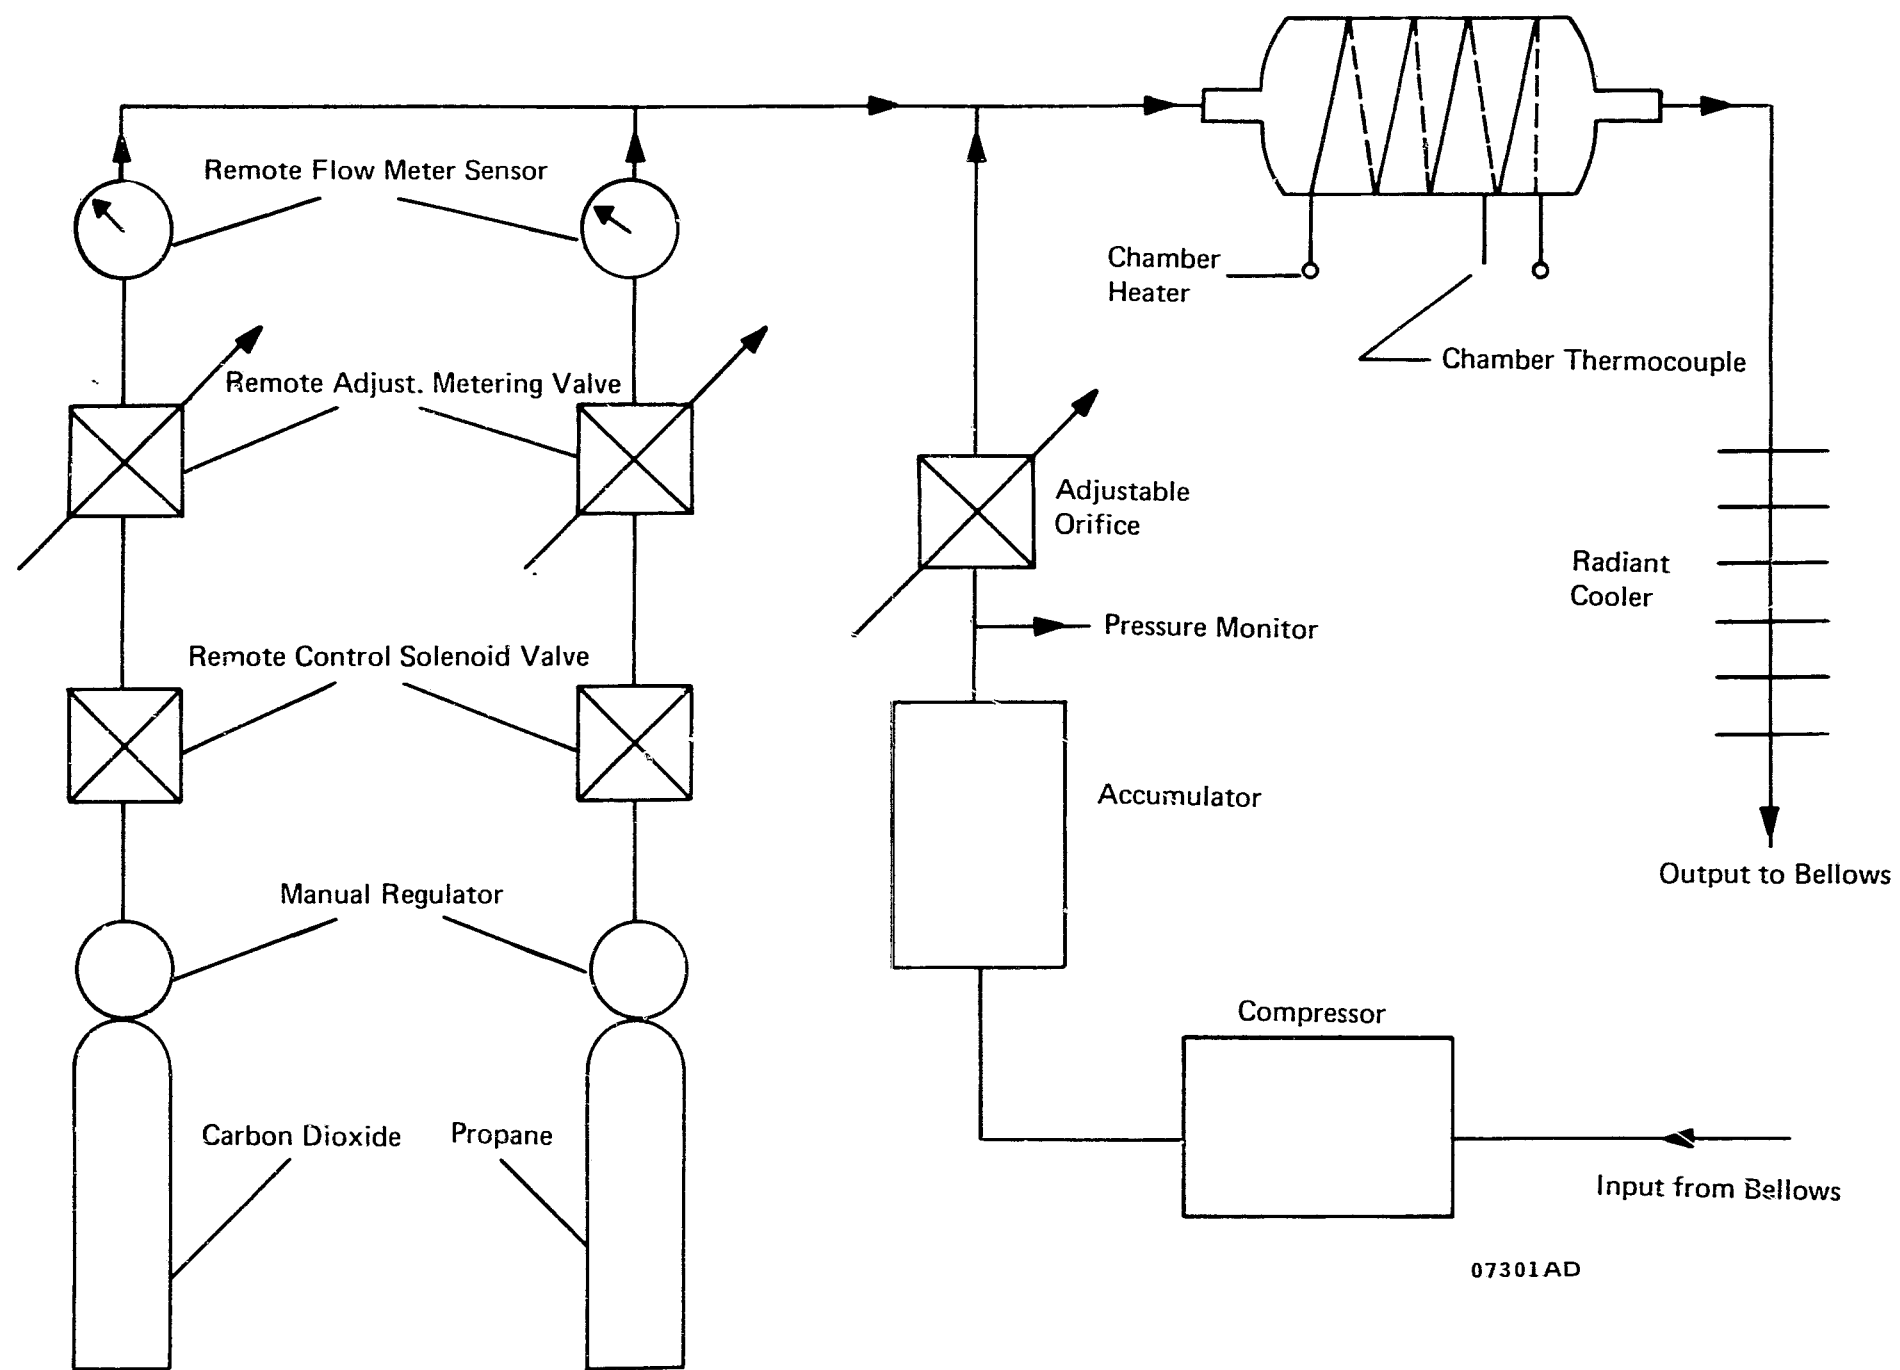 Remote Flow Meter Sensor
Chamber
Heater
Chamber Thermocouple
Remote Adjust. Metering Valve
Adjustable
Orifice
Radiant
Cooler
Pressure Monitor
Remote Control Solenoid Valve
Accumulator
Output to Bellows
Manual Regulator
Compressor
Carbon Dioxide
Propane
Input from Bellows
07301AD